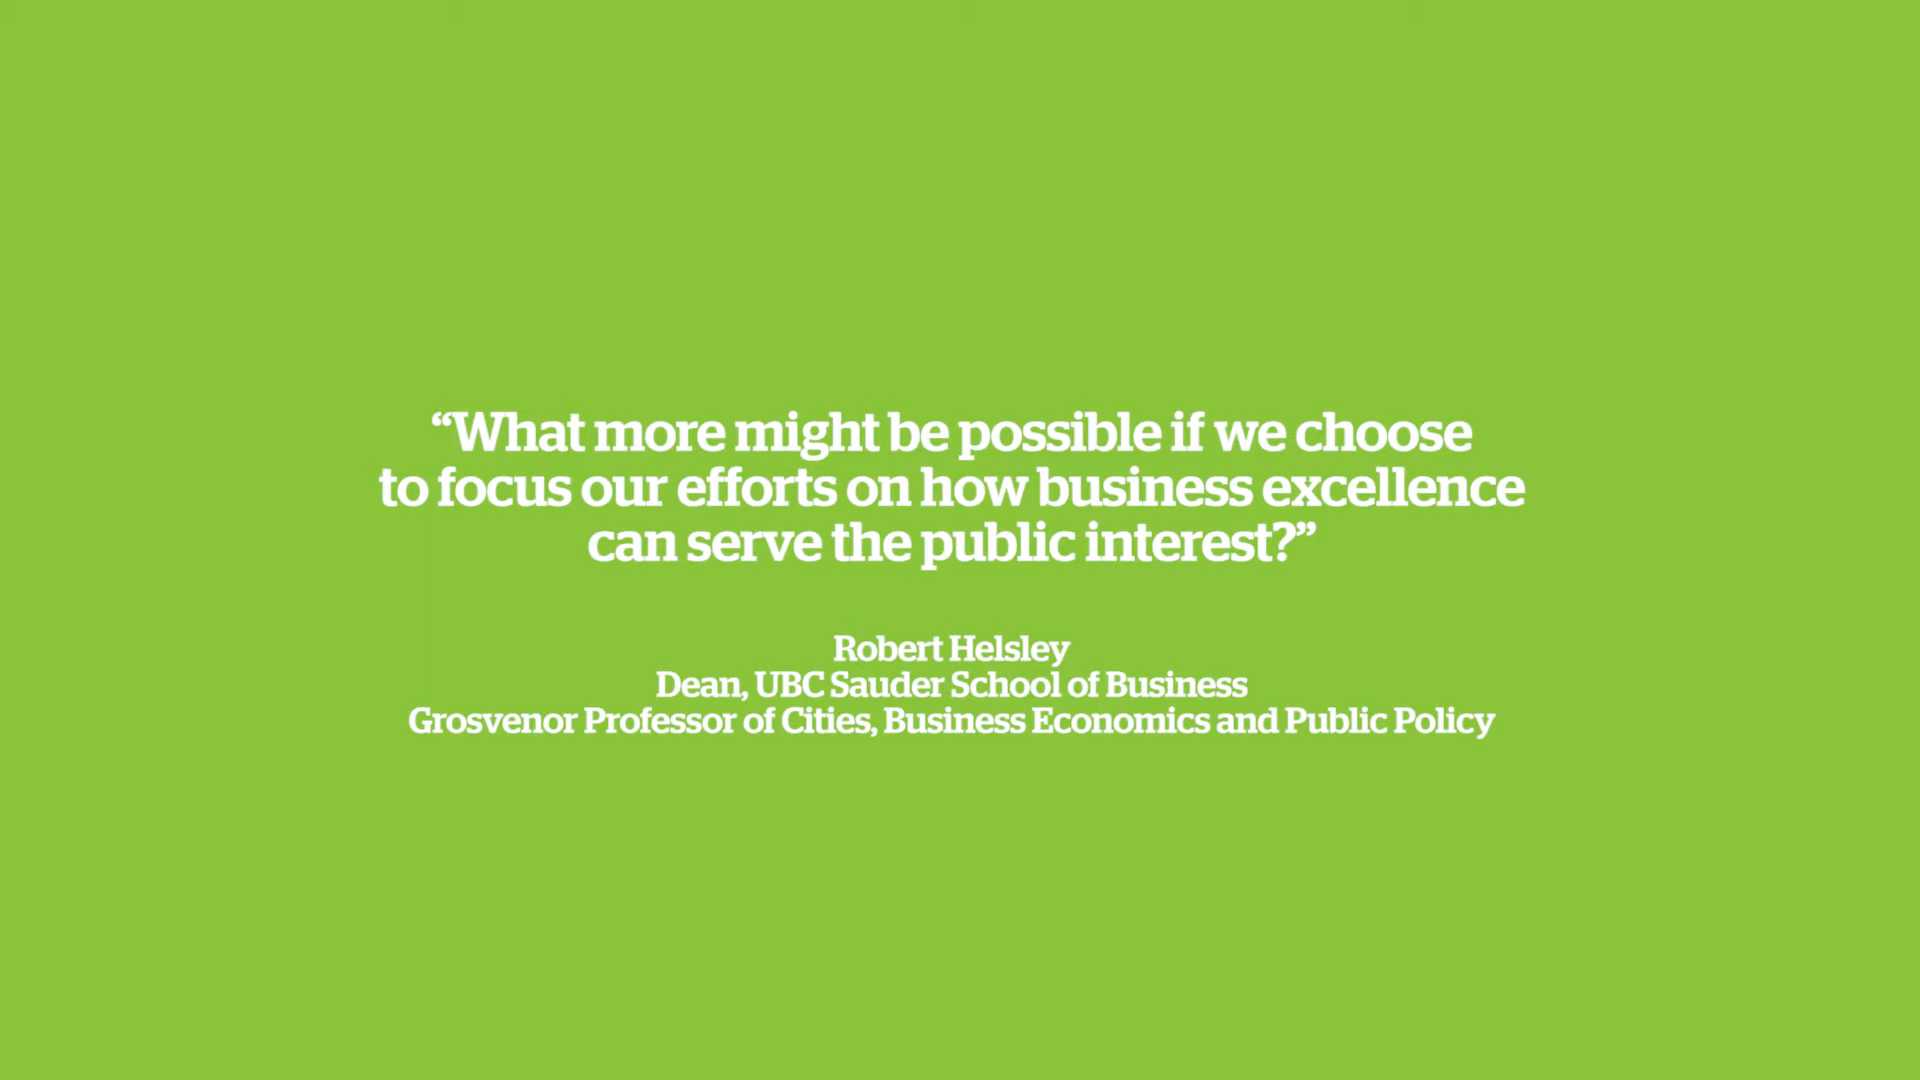 “What more might be possible if we choose
to focus our efforts on how business excellence
can serve the public interest?”
Robert Helsley
Dean, UBC Sauder School of Business
Grosvenor Professor of Cities, Business Economics and Public Policy